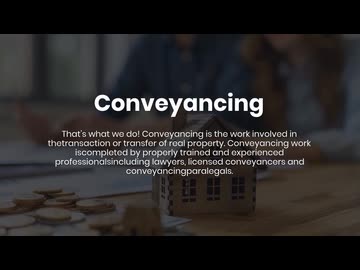 Conveyancing
That's what we do! Conveyancing is the work involved in
thetransaction or transfer of real property. Conveyancing work
iscompleted by properly trained and experienced
professionalsincluding lawyers, licensed conveyancers and
conveyancingparalegals.